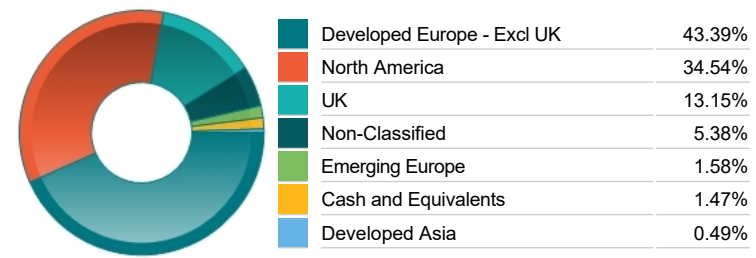 Developed Europe - Excl UK 43.39%
North America 34.54%
UK 13.15%
Non-Classified 5.38%
Emerging Europe 1.58%
Cash and Equivalents 1.47%
Developed Asia 0.49%